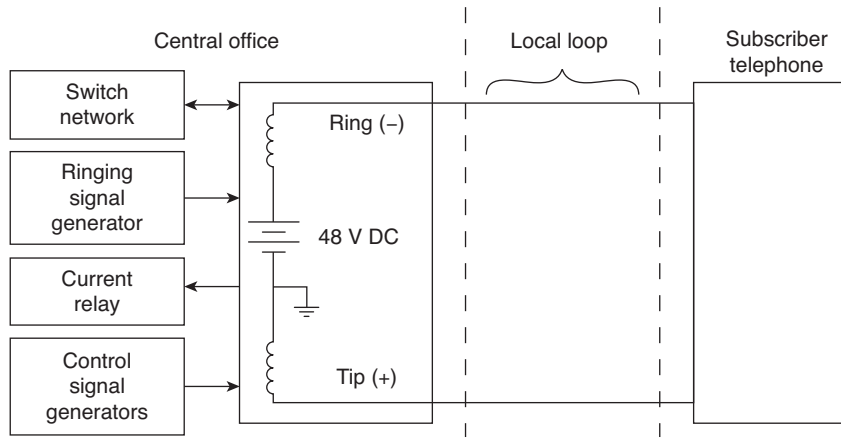 Central office
Local loop
Subscriber
telephone
Switch
network
Ringing
signal
generator
Current
relay
Control
signal
generators
Ring (−)
48 V DC
Tip (+)